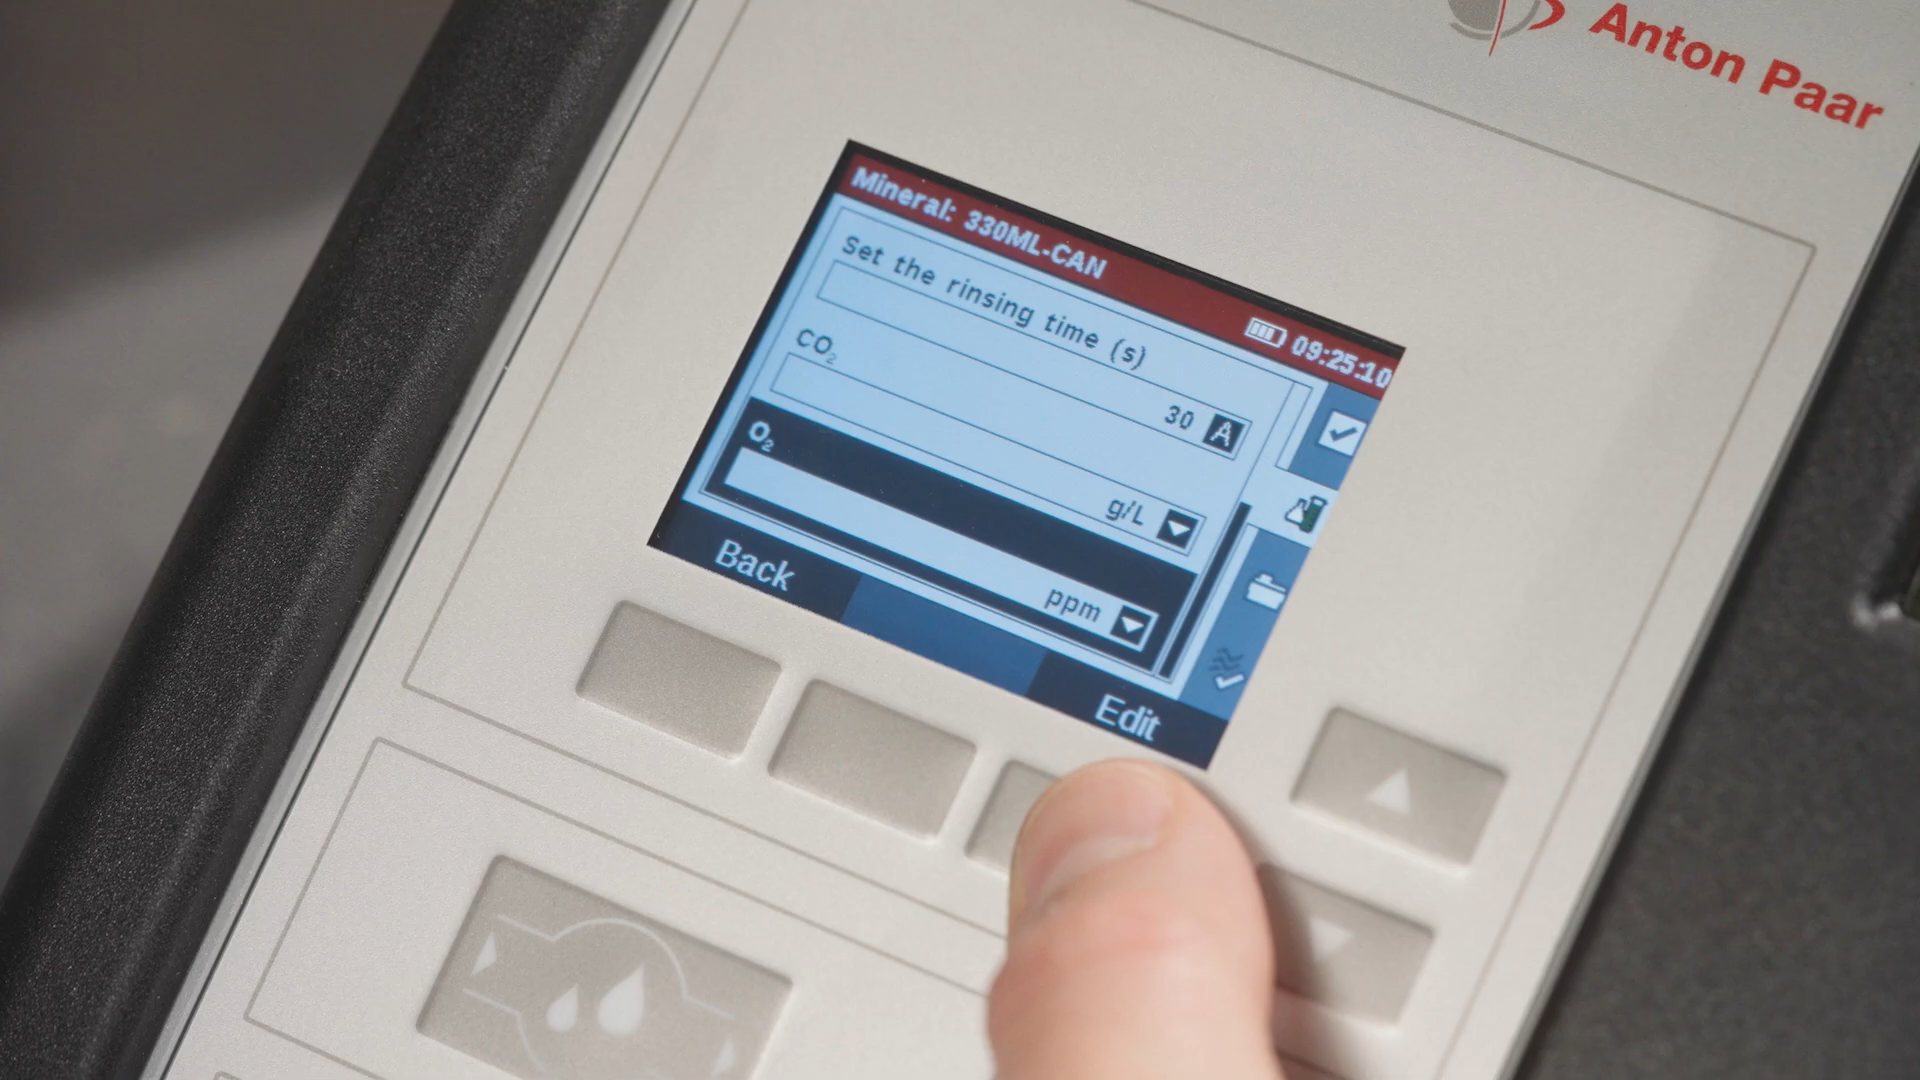 Anton Paar
Mineral: 330ML-CAN
09:25:10
Set the rinsing time (s)
30 A
CO₂
g/L
O₂
ppm
Back
Edit